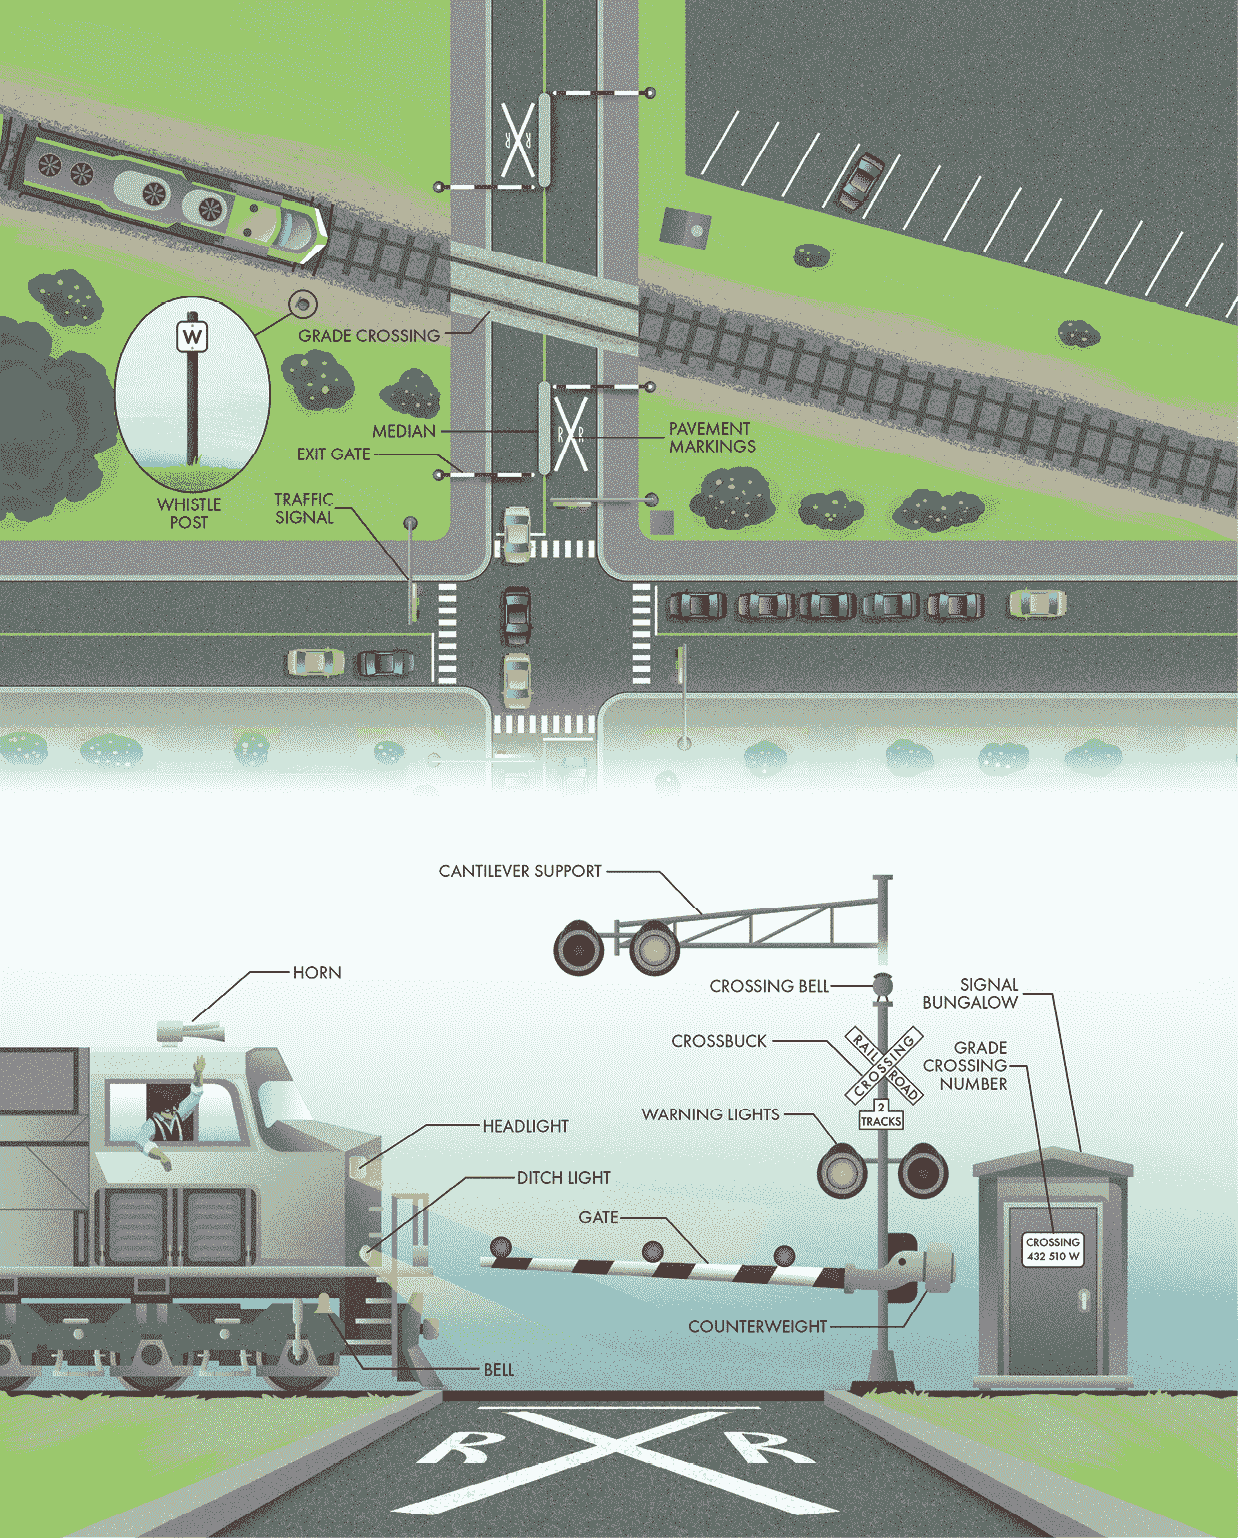 R R
W
GRADE CROSSING
MEDIAN
R R
PAVEMENT
MARKINGS
EXIT GATE
WHISTLE
POST
TRAFFIC
SIGNAL
CANTILEVER SUPPORT
HORN
CROSSING BELL
SIGNAL
BUNGALOW
CROSSBUCK
RAIL ROAD
CROSSING
GRADE
CROSSING
NUMBER
2
TRACKS
WARNING LIGHTS
HEADLIGHT
DITCH LIGHT
GATE
CROSSING
432 510 W
COUNTERWEIGHT
BELL
R R